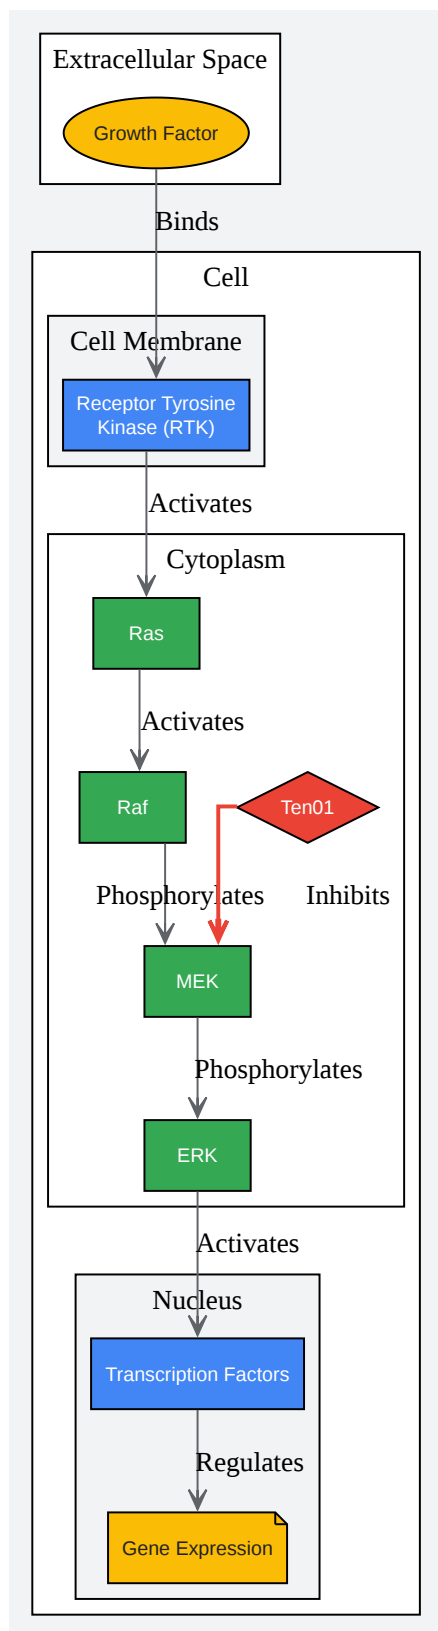 Extracellular Space
Growth Factor
Binds
Cell
Cell Membrane
Receptor Tyrosine
Kinase (RTK)
Activates
Cytoplasm
Ras
Activates
Raf
Ten01
Phosphorylates
Inhibits
MEK
Phosphorylates
ERK
Activates
Nucleus
Transcription Factors
Regulates
Gene Expression